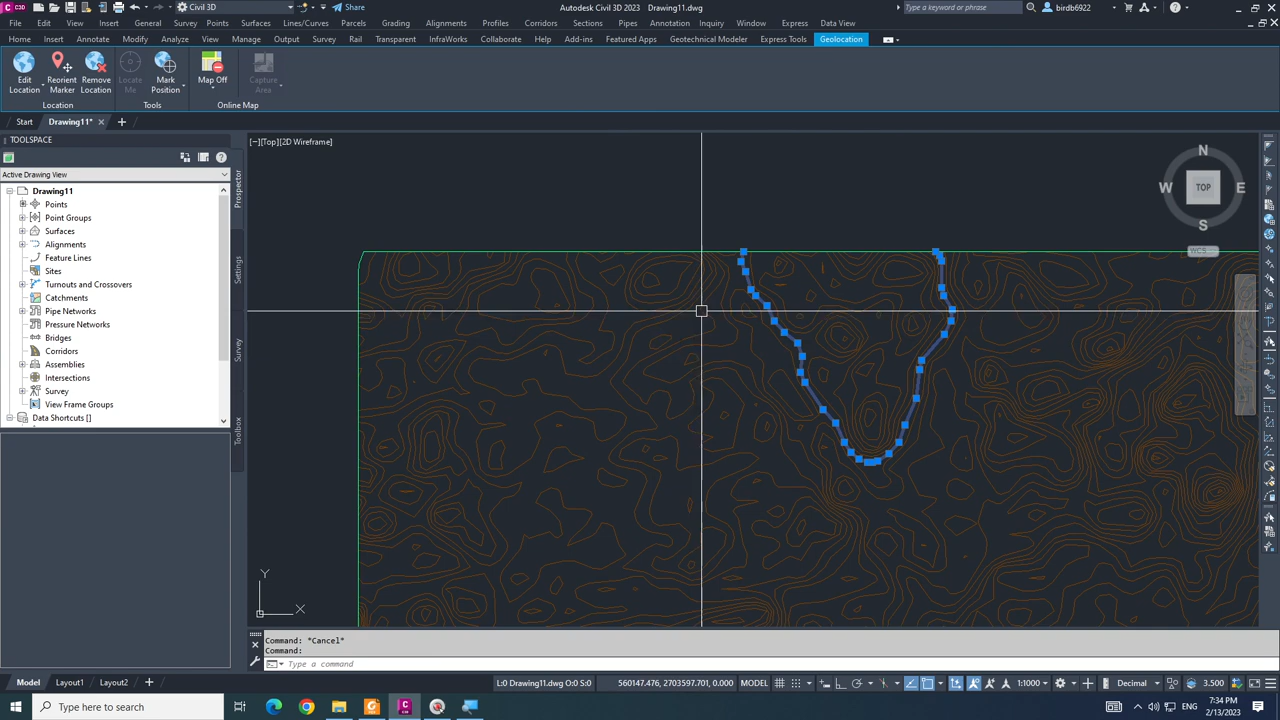 C3D
Civil 3D
Share
Autodesk Civil 3D 2023 Drawing11.dwg
Type a keyword or phrase
birdb6922
File Edit View Insert General Survey Points Surfaces Lines/Curves Parcels Grading Alignments Profiles Corridors Sections Pipes Annotation Inquiry Window Express Data View
Home Insert Annotate Modify Analyze View Manage Output Survey Rail Transparent InfraWorks Collaborate Help Add-ins Featured Apps Geotechnical Modeler Express Tools Geolocation
Edit Location
Reorient Marker
Remove Location
Locate Me
Mark Position
Map Off
Capture Area
Location Tools Online Map
Start Drawing11*
TOOLSPACE
Active Drawing View
Drawing11
Points
Point Groups
Surfaces
Alignments
Feature Lines
Sites
Turnouts and Crossovers
Catchments
Pipe Networks
Pressure Networks
Bridges
Corridors
Assemblies
Intersections
Survey
View Frame Groups
Data Shortcuts []
Prospector
Settings
Survey
Toolbox
[−][Top][2D Wireframe]
N
W TOP E
S
WCS
Y
X
Command: *Cancel*
Command:
Type a command
Model Layout1 Layout2
L:0 Drawing11.dwg O:0 S:0
560147.476, 2703597.701, 0.000 MODEL
1:1000
Decimal
3.500
Type here to search
ENG
7:34 PM
2/13/2023